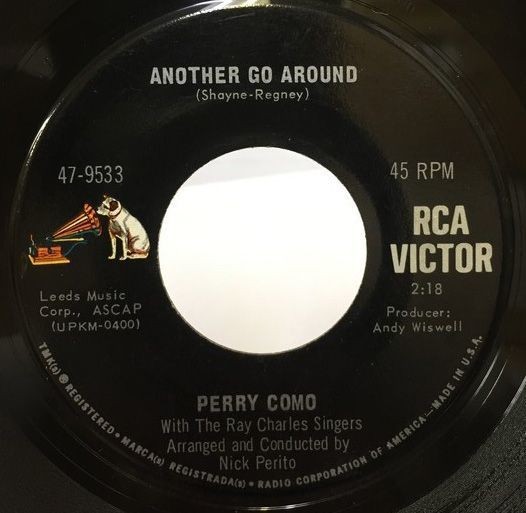 ANOTHER GO AROUND
(Shayne-Regney)
47-9533
45 RPM
RCA
VICTOR
2:18
Leeds Music
Corp., ASCAP
(UPKM-0400)
Producer:
Andy Wiswell
PERRY COMO
With The Ray Charles Singers
Arranged and Conducted by
Nick Perito
TMK(s) ® REGISTERED • MARCA(s) REGISTRADA(s) • RADIO CORPORATION OF AMERICA—MADE IN U.S.A.